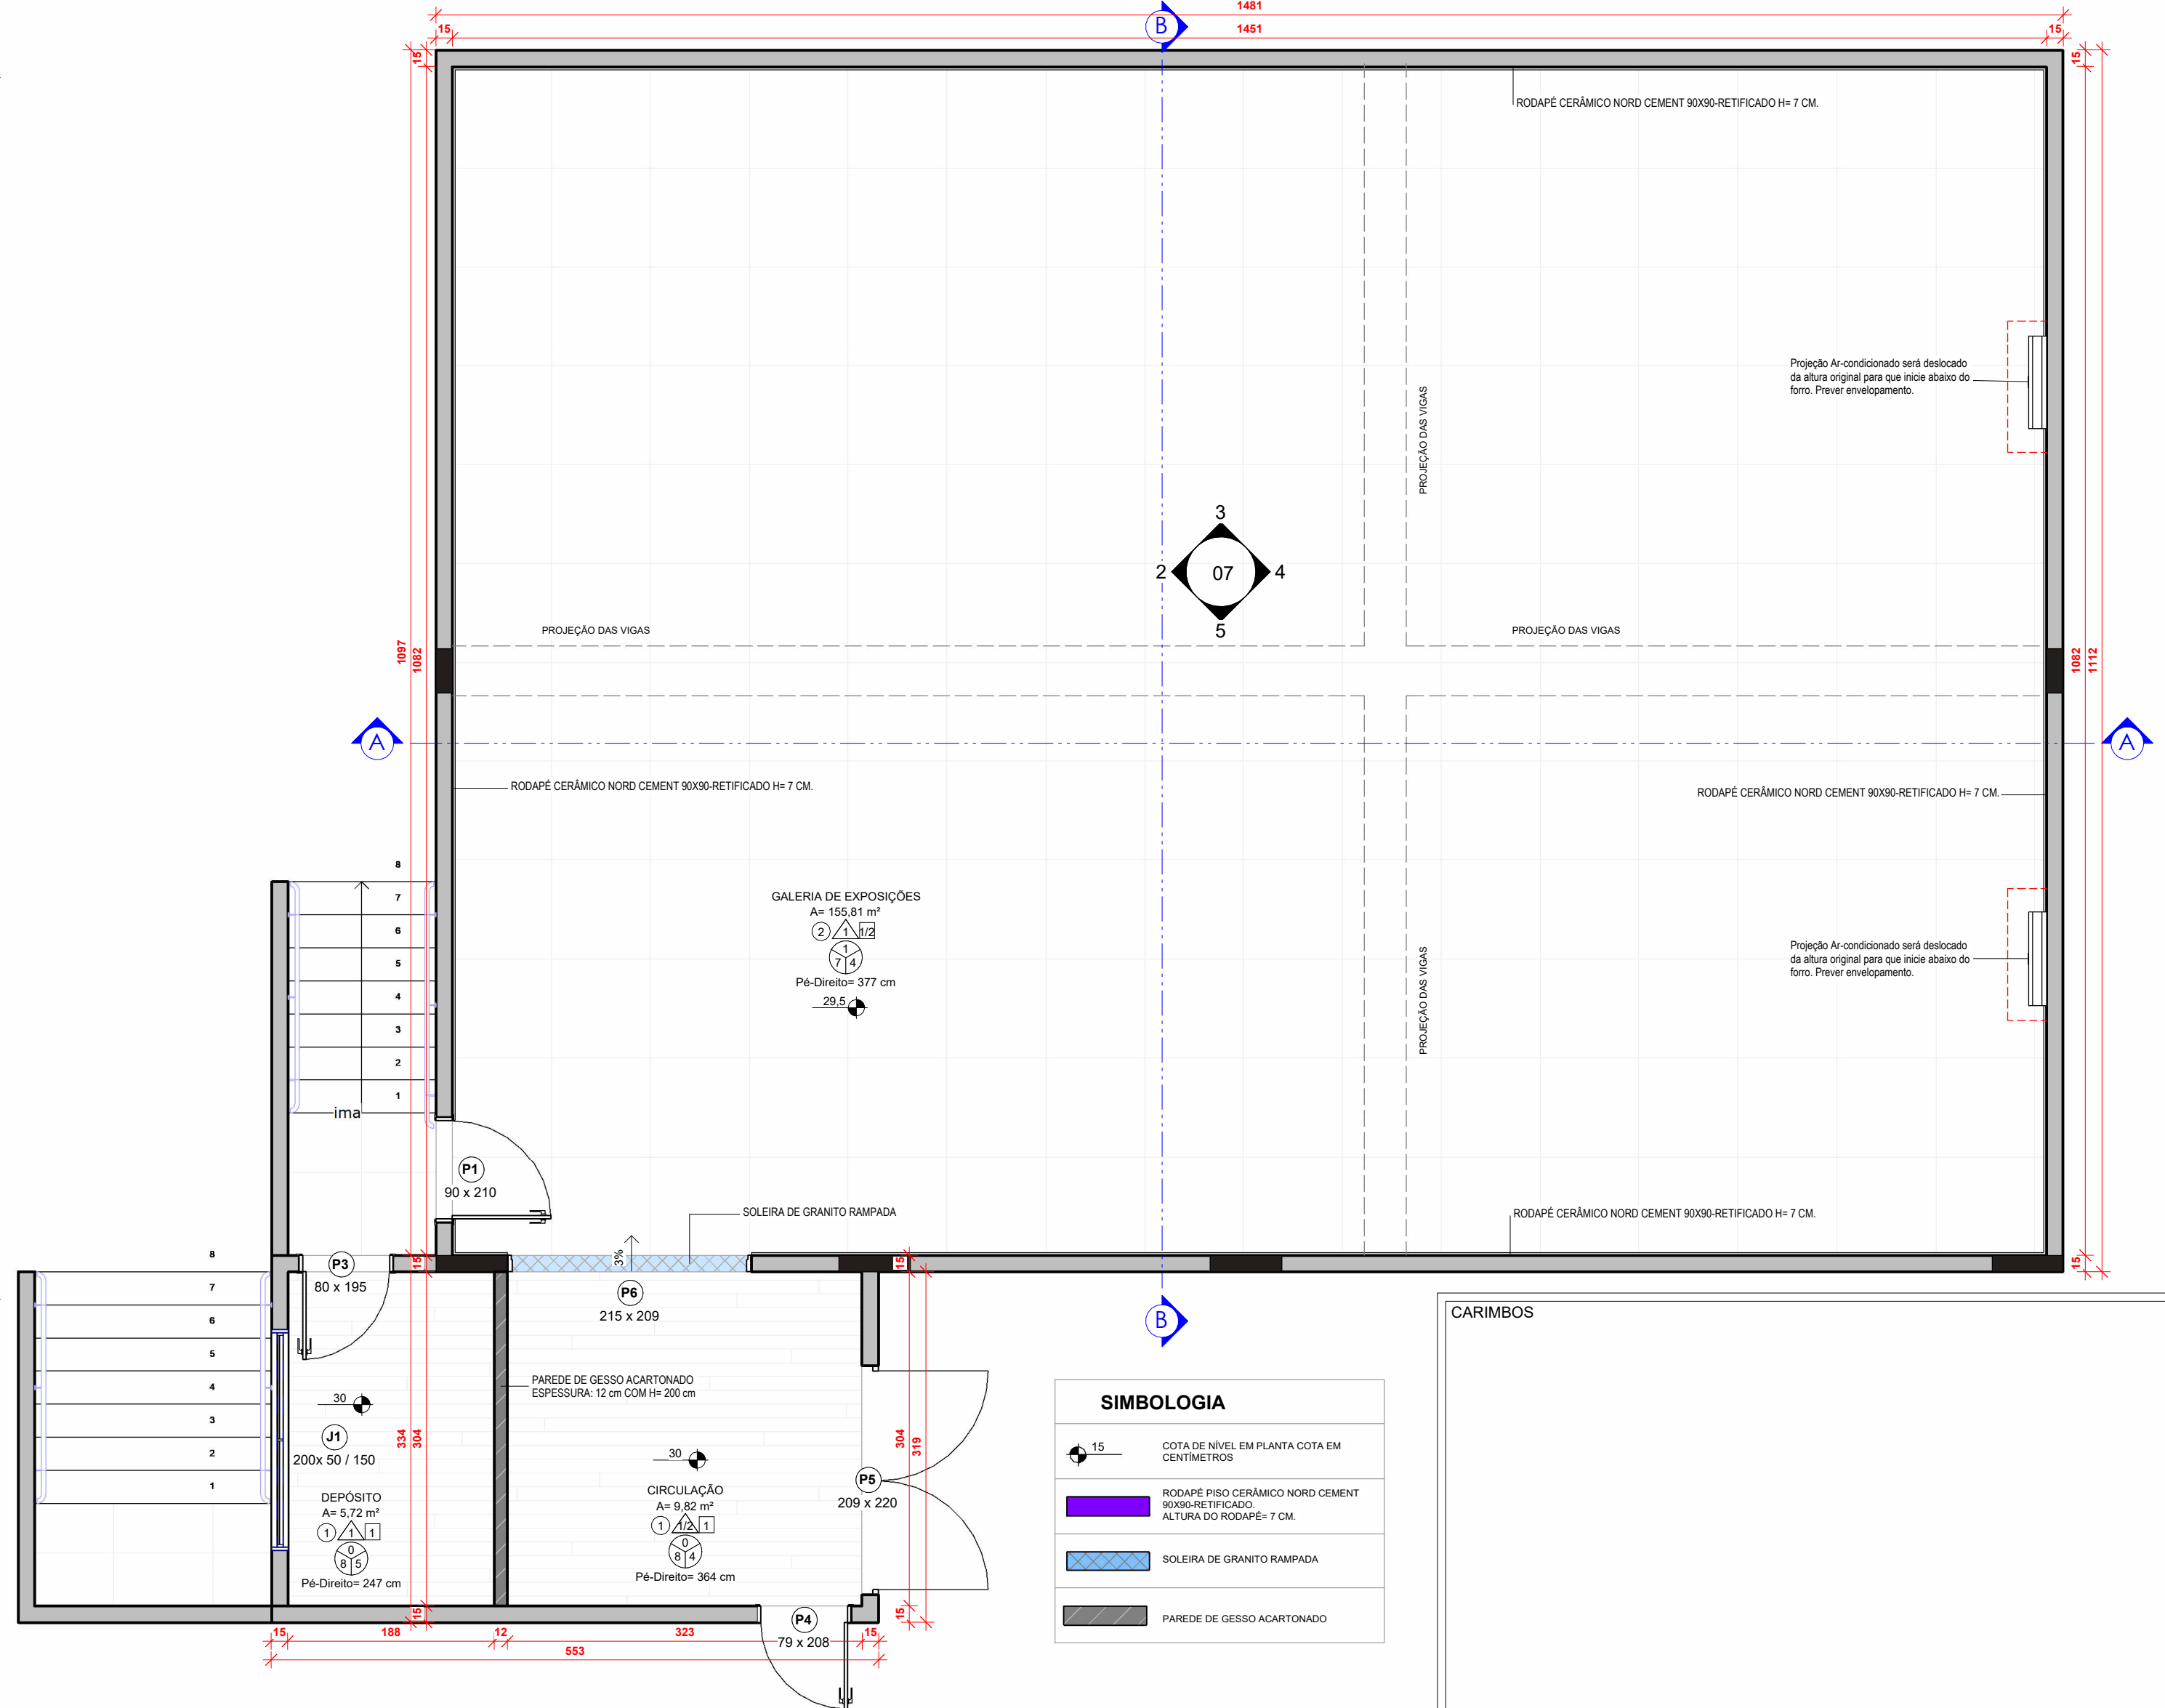 1481
B
15
1451
15
15
15
RODAPÉ CERÂMICO NORD CEMENT 90X90-RETIFICADO H= 7 CM.
Projeção Ar-condicionado será deslocado
da altura original para que inicie abaixo do
forro. Prever envelopamento.
PROJEÇÃO DAS VIGAS
3
2
07
4
5
PROJEÇÃO DAS VIGAS
PROJEÇÃO DAS VIGAS
1097
1082
1082
1112
A
A
RODAPÉ CERÂMICO NORD CEMENT 90X90-RETIFICADO H= 7 CM.
RODAPÉ CERÂMICO NORD CEMENT 90X90-RETIFICADO H= 7 CM.
8
7
6
5
4
3
2
1
ima
GALERIA DE EXPOSIÇÕES
A= 155,81 m²
2 1 1/2
1
7 4
Pé-Direito= 377 cm
29,5
Projeção Ar-condicionado será deslocado
da altura original para que inicie abaixo do
forro. Prever envelopamento.
PROJEÇÃO DAS VIGAS
P1
90 x 210
SOLEIRA DE GRANITO RAMPADA
RODAPÉ CERÂMICO NORD CEMENT 90X90-RETIFICADO H= 7 CM.
8
7
6
5
4
3
2
1
P3
80 x 195
15
3%
15
15
P6
215 x 209
B
PAREDE DE GESSO ACARTONADO
ESPESSURA: 12 cm COM H= 200 cm
30
J1
200x 50 / 150
334
304
30
304
319
P5
209 x 220
DEPÓSITO
A= 5,72 m²
1 1 1
0
8 5
Pé-Direito= 247 cm
CIRCULAÇÃO
A= 9,82 m²
1 1/2 1
0
8 4
Pé-Direito= 364 cm
15
15
P4
79 x 208
15
188
12
323
15
553
CARIMBOS
SIMBOLOGIA
15
COTA DE NÍVEL EM PLANTA COTA EM
CENTÍMETROS
RODAPÉ PISO CERÂMICO NORD CEMENT
90X90-RETIFICADO.
ALTURA DO RODAPÉ= 7 CM.
SOLEIRA DE GRANITO RAMPADA
PAREDE DE GESSO ACARTONADO